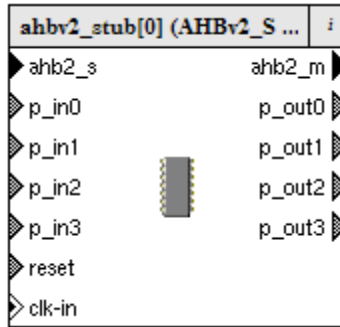 ahbv2_stub[0] (AHBv2_S ... i
ahb2_s ahb2_m
p_in0 p_out0
p_in1 p_out1
p_in2 p_out2
p_in3 p_out3
reset
clk-in